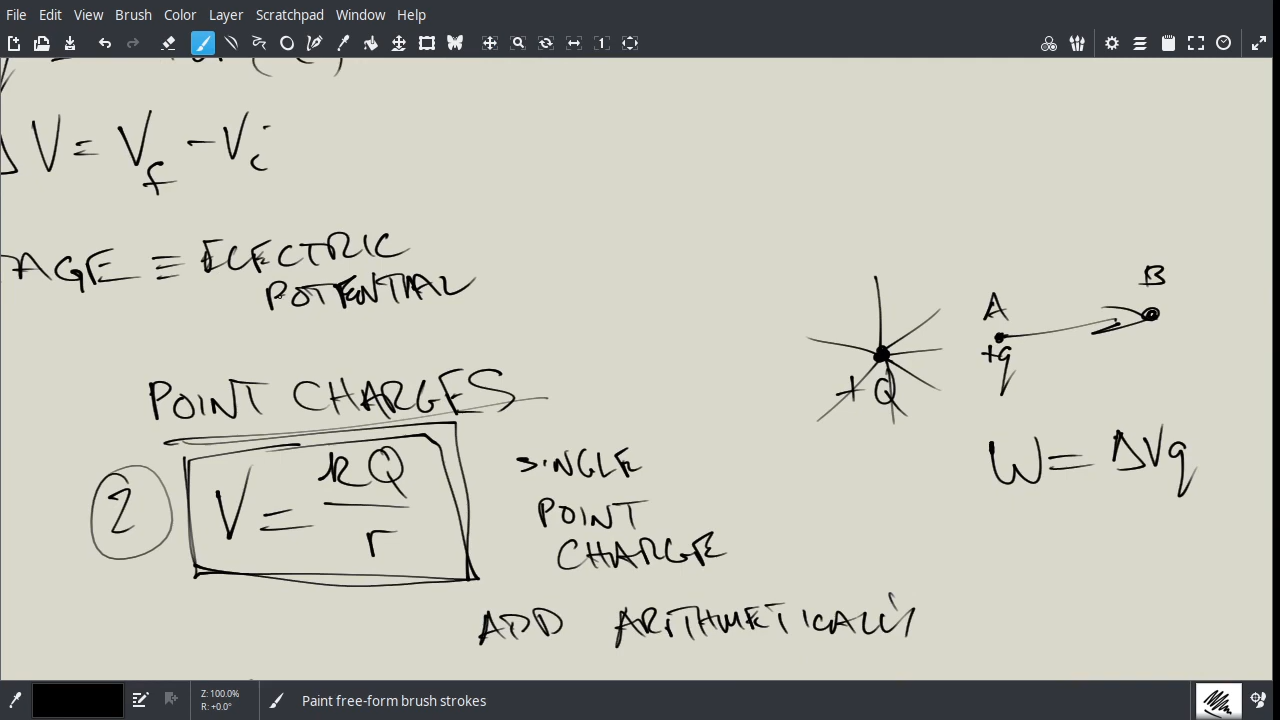 File Edit View Brush Color Layer Scratchpad Window Help
1
V = Vf - Vi
AGE ≡ ELECTRIC
POTENTIAL
B
A
+q
+Q
POINT CHARGES
W = ΔVq
2
V = kQ/r
SINGLE
POINT
CHARGE
ADD ARITHMETICALLY
Z: 100.0%
R: +0.0°
Paint free-form brush strokes